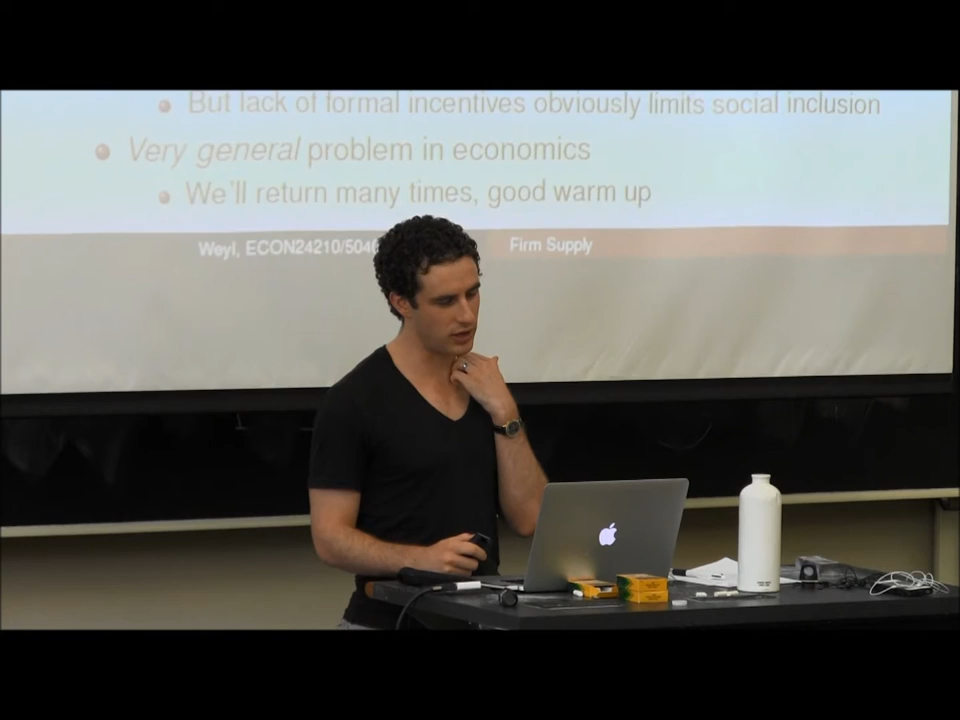 But lack of formal incentives obviously limits social inclusion
Very general problem in economics
We'll return many times, good warm up
Weyl, ECON24210/504
Firm Supply